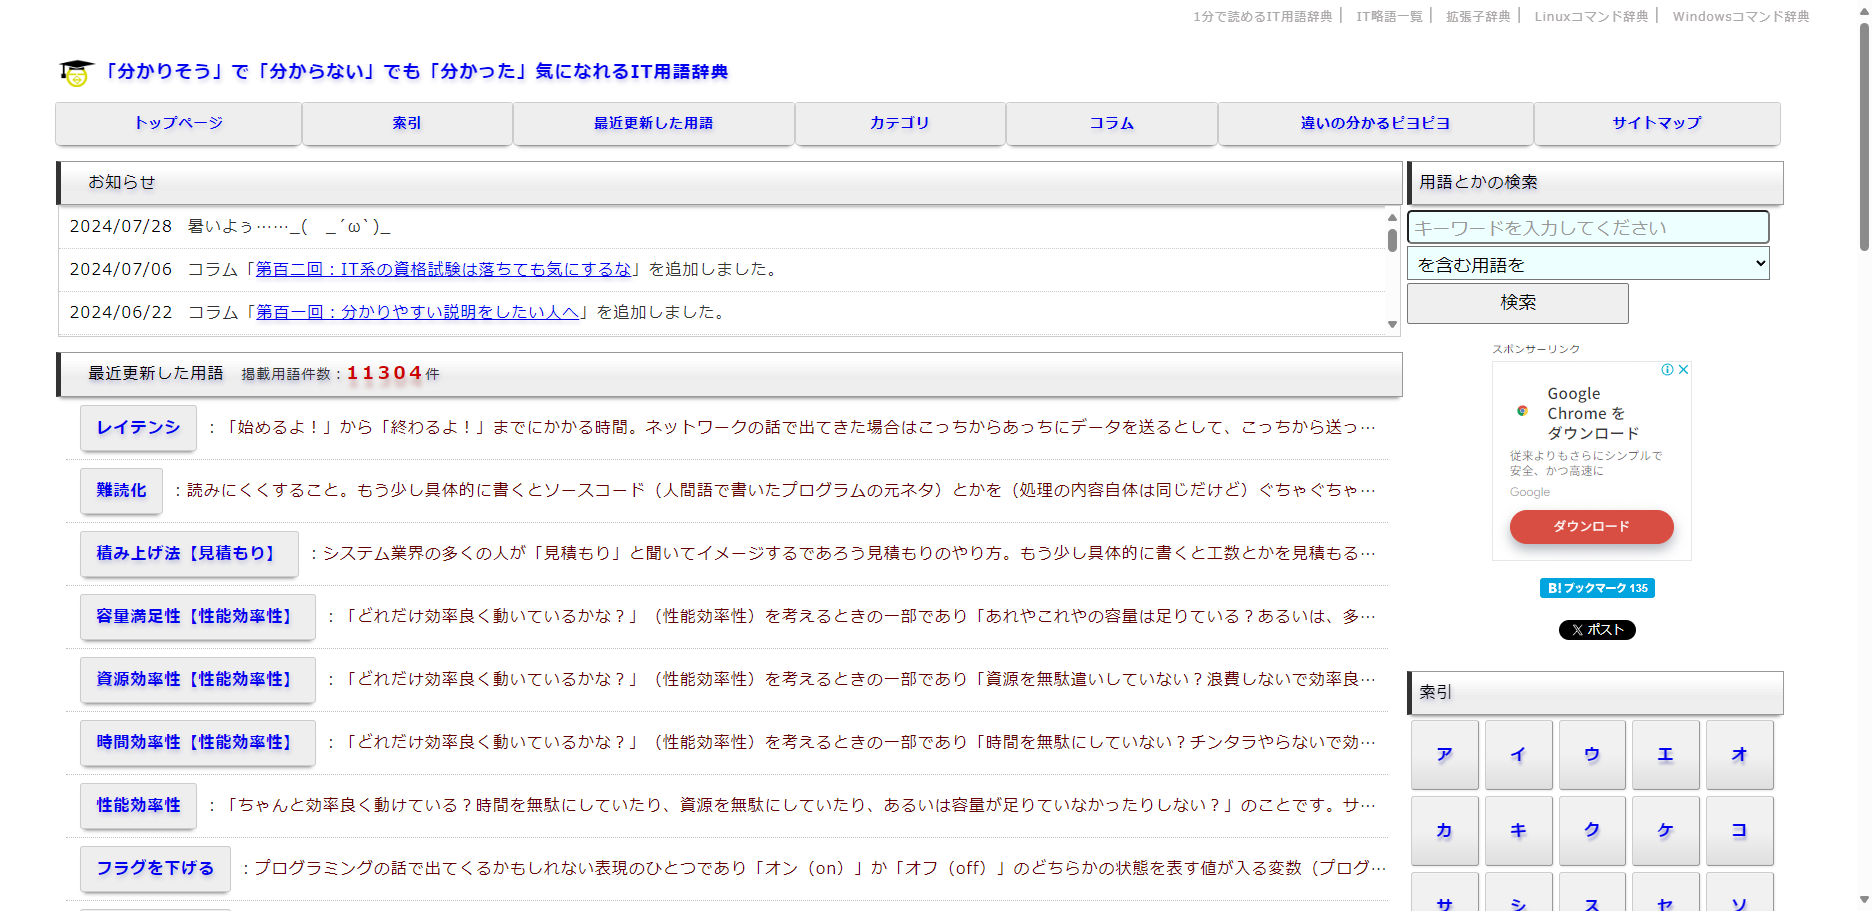 1分で読めるIT用語辞典 | IT略語一覧 | 拡張子辞典 | Linuxコマンド辞典 | Windowsコマンド辞典
「分かりそう」で「分からない」でも「分かった」気になれるIT用語辞典
トップページ 索引 最近更新した用語 カテゴリ コラム 違いの分かるピヨピヨ サイトマップ
お知らせ
2024/07/28 暑いよぅ……_(　_´ω`)_
2024/07/06 コラム「第百二回：IT系の資格試験は落ちても気にするな」を追加しました。
2024/06/22 コラム「第百一回：分かりやすい説明をしたい人へ」を追加しました。
最近更新した用語 掲載用語件数：11304件
レイテンシ ：「始めるよ！」から「終わるよ！」までにかかる時間。ネットワークの話で出てきた場合はこっちからあっちにデータを送るとして、こっちから送っ…
難読化 ：読みにくくすること。もう少し具体的に書くとソースコード（人間語で書いたプログラムの元ネタ）とかを（処理の内容自体は同じだけど）ぐちゃぐちゃ…
積み上げ法【見積もり】 ：システム業界の多くの人が「見積もり」と聞いてイメージするであろう見積もりのやり方。もう少し具体的に書くと工数とかを見積もる…
容量満足性【性能効率性】 ：「どれだけ効率良く動いているかな？」（性能効率性）を考えるときの一部であり「あれやこれやの容量は足りている？あるいは、多…
資源効率性【性能効率性】 ：「どれだけ効率良く動いているかな？」（性能効率性）を考えるときの一部であり「資源を無駄遣いしていない？浪費しないで効率良…
時間効率性【性能効率性】 ：「どれだけ効率良く動いているかな？」（性能効率性）を考えるときの一部であり「時間を無駄にしていない？チンタラやらないで効…
性能効率性 ：「ちゃんと効率良く動けている？時間を無駄にしていたり、資源を無駄にしていたり、あるいは容量が足りていなかったりしない？」のことです。サ…
フラグを下げる ：プログラミングの話で出てくるかもしれない表現のひとつであり「オン（on）」か「オフ（off）」のどちらかの状態を表す値が入る変数（プログ…
用語とかの検索
キーワードを入力してください
を含む用語を
検索
スポンサーリンク
Google
Chrome を
ダウンロード
従来よりもさらにシンプルで
安全、かつ高速に
Google
ダウンロード
B! ブックマーク 135
𝕏 ポスト
索引
ア イ ウ エ オ
カ キ ク ケ コ
サ シ ス セ ソ